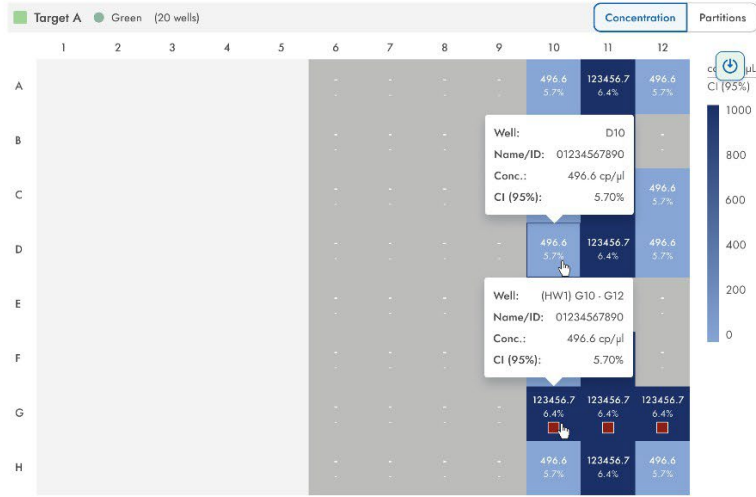 Target A Green (20 wells) Concentration Partitions
1 2 3 4 5 6 7 8 9 10 11 12
CI (95%)
A - - - - 496.6 123456.7 496.6
- - - - 5.7% 6.4% 5.7%
1000
B - - - - -
- - - - -
Well: D10
Name/ID: 01234567890
Conc.: 496.6 cp/µl
CI (95%): 5.70%
800
C - - - - 496.6
- - - - 5.7%
600
D - - - - 496.6 123456.7 496.6
- - - - 5.7% 6.4% 5.7%
400
E - - - - -
- - - - -
200
Well: (HW1) G10 - G12
Name/ID: 01234567890
Conc.: 496.6 cp/µl
CI (95%): 5.70%
0
F - - - - -
- - - - -
G - - - - 123456.7 123456.7 123456.7
- - - - 6.4% 6.4% 6.4%
H - - - - 496.6 123456.7 496.6
- - - - 5.7% 6.4% 5.7%